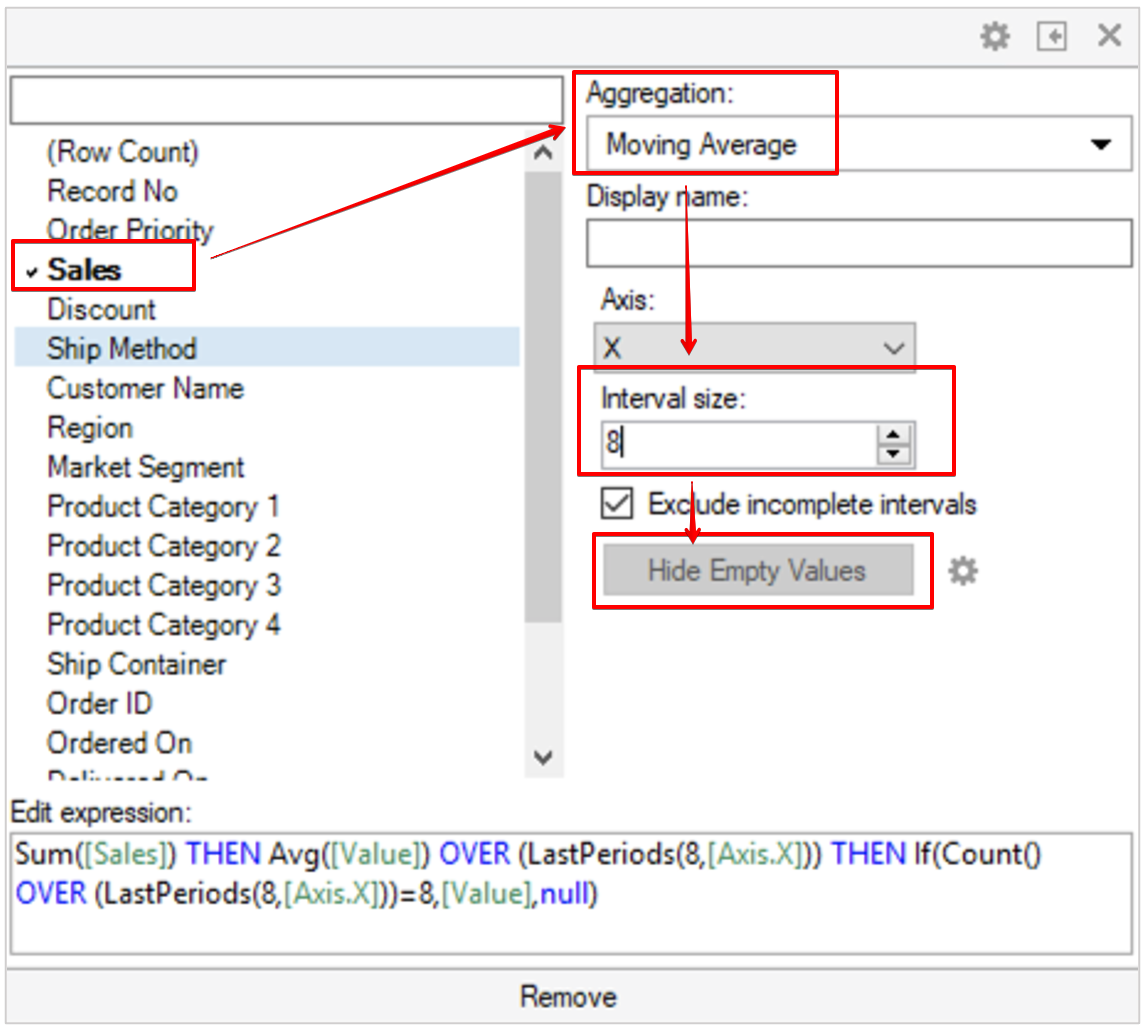 (Row Count)
Record No
Order Priority
Sales
Discount
Ship Method
Customer Name
Region
Market Segment
Product Category 1
Product Category 2
Product Category 3
Product Category 4
Ship Container
Order ID
Ordered On
Aggregation:
Moving Average
Display name:
Axis:
X
Interval size:
8
Exclude incomplete intervals
Hide Empty Values
Edit expression:
Sum([Sales]) THEN Avg([Value]) OVER (LastPeriods(8,[Axis.X])) THEN If(Count()
OVER (LastPeriods(8,[Axis.X]))=8,[Value],null)
Remove